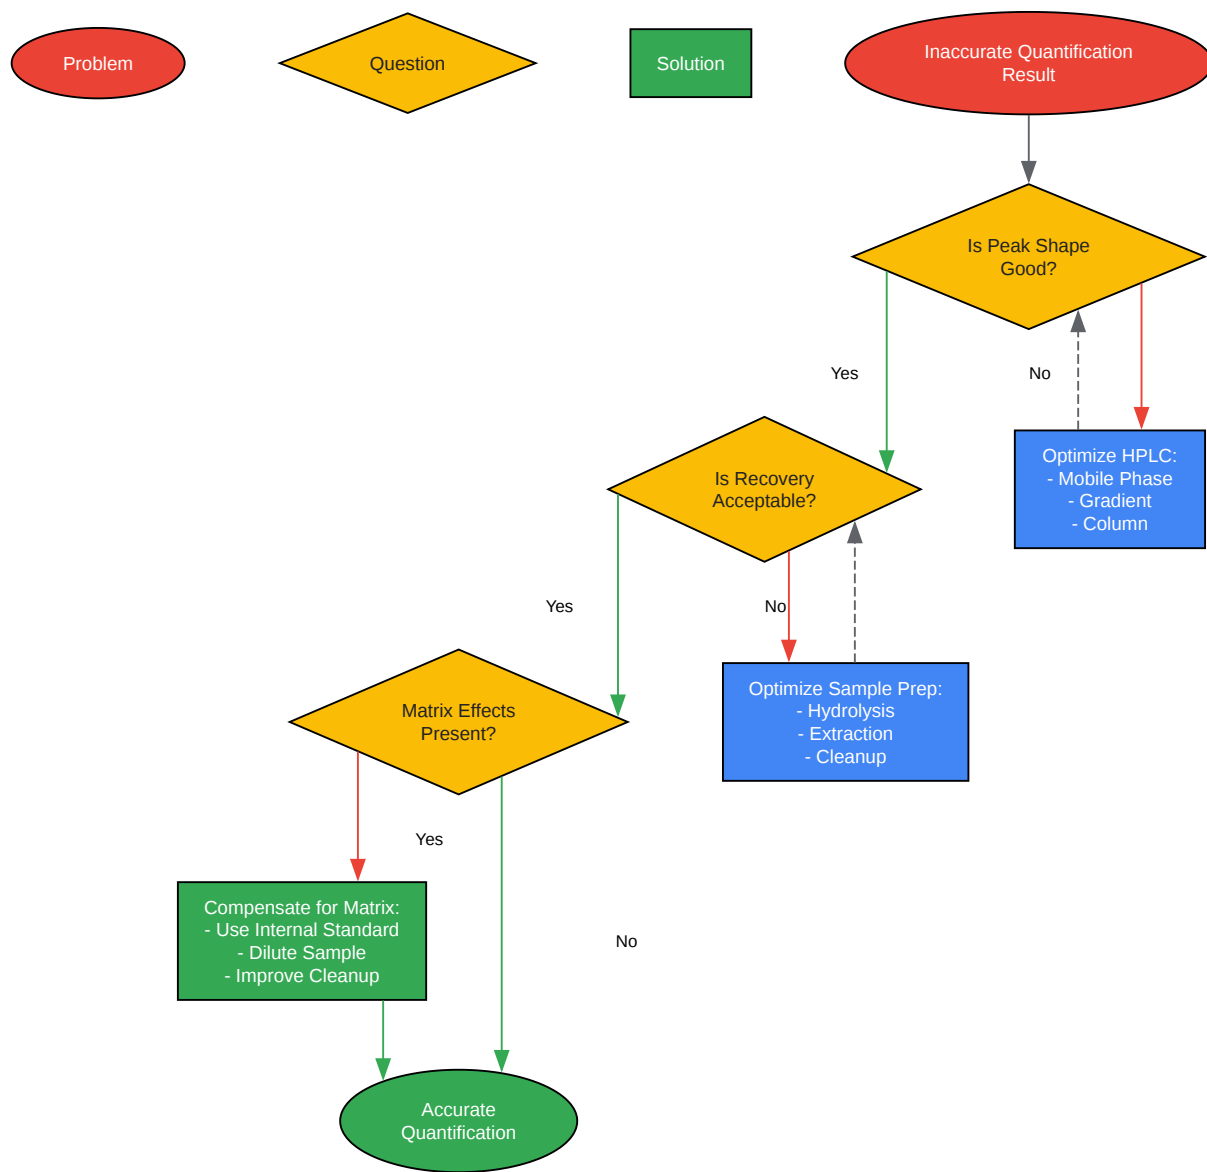 Problem
Question
Solution
Inaccurate Quantification
Result
Is Peak Shape
Good?
Yes
No
Optimize HPLC:
- Mobile Phase
- Gradient
- Column
Is Recovery
Acceptable?
Yes
No
Optimize Sample Prep:
- Hydrolysis
- Extraction
- Cleanup
Matrix Effects
Present?
Yes
No
Compensate for Matrix:
- Use Internal Standard
- Dilute Sample
- Improve Cleanup
Accurate
Quantification